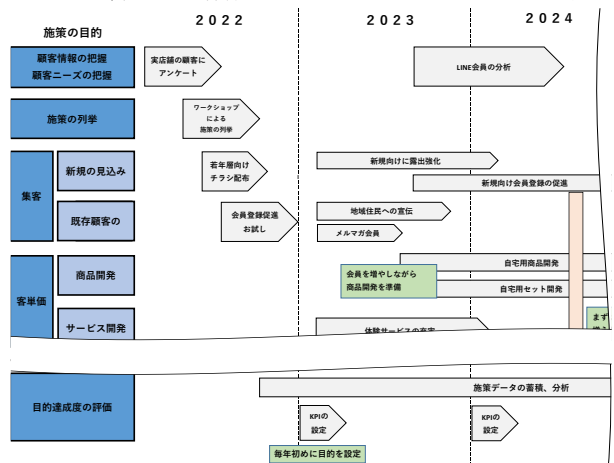 2022
2023
2024
施策の目的
顧客情報の把握
顧客ニーズの把握
実店舗の顧客に
アンケート
LINE会員の分析
施策の列挙
ワークショップ
による
施策の列挙
集客
新規の見込み
若年層向け
チラシ配布
新規向けに露出強化
新規向け会員登録の促進
既存顧客の
会員登録促進
お試し
地域住民への宣伝
メルマガ会員
客単価
商品開発
会員を増やしながら
商品開発を準備
自宅用商品開発
自宅用セット開発
サービス開発
体験サービスの充実
まず
目的達成度の評価
施策データの蓄積、分析
KPIの
設定
KPIの
設定
毎年初めに目的を設定